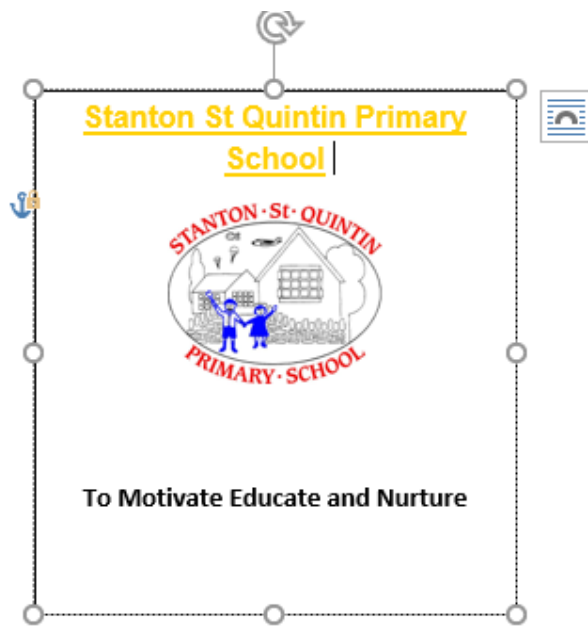 Stanton St Quintin Primary
School
STANTON · St · QUINTIN
PRIMARY · SCHOOL
To Motivate Educate and Nurture